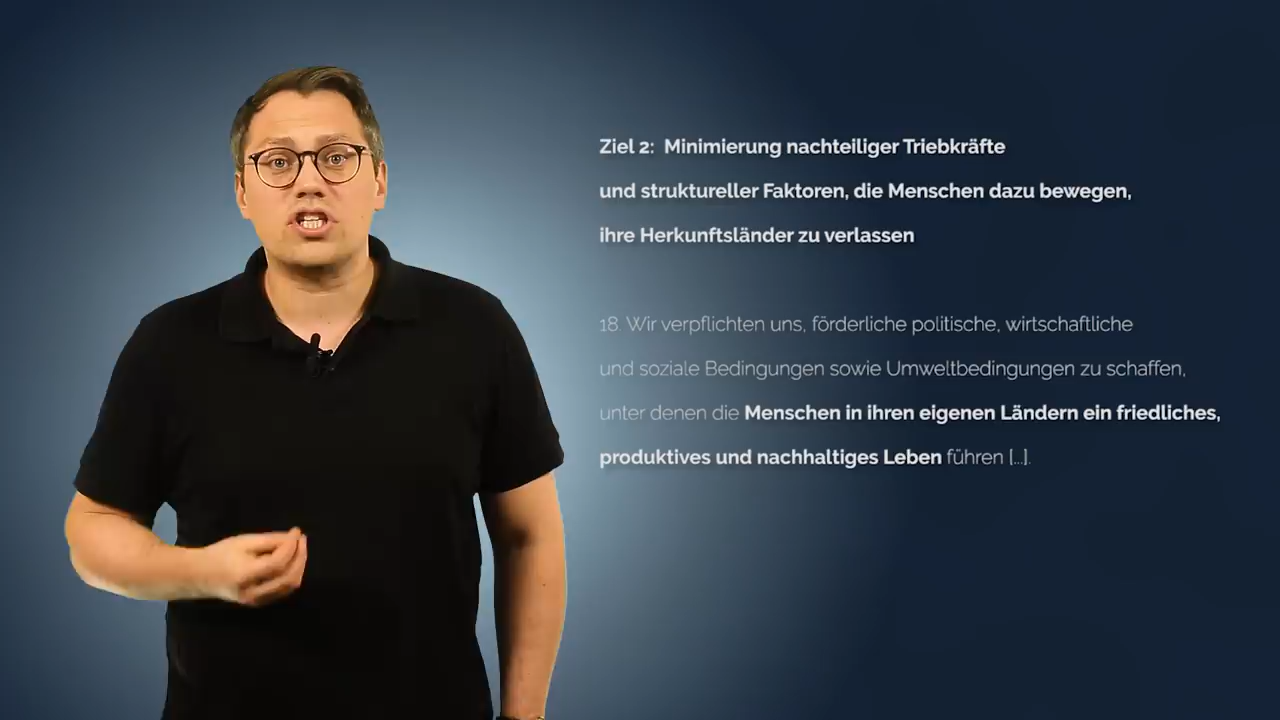 Ziel 2: Minimierung nachteiliger Triebkräfte
und struktureller Faktoren, die Menschen dazu bewegen,
ihre Herkunftsländer zu verlassen
18. Wir verpflichten uns, förderliche politische, wirtschaftliche
und soziale Bedingungen sowie Umweltbedingungen zu schaffen,
unter denen die Menschen in ihren eigenen Ländern ein friedliches,
produktives und nachhaltiges Leben führen [...].